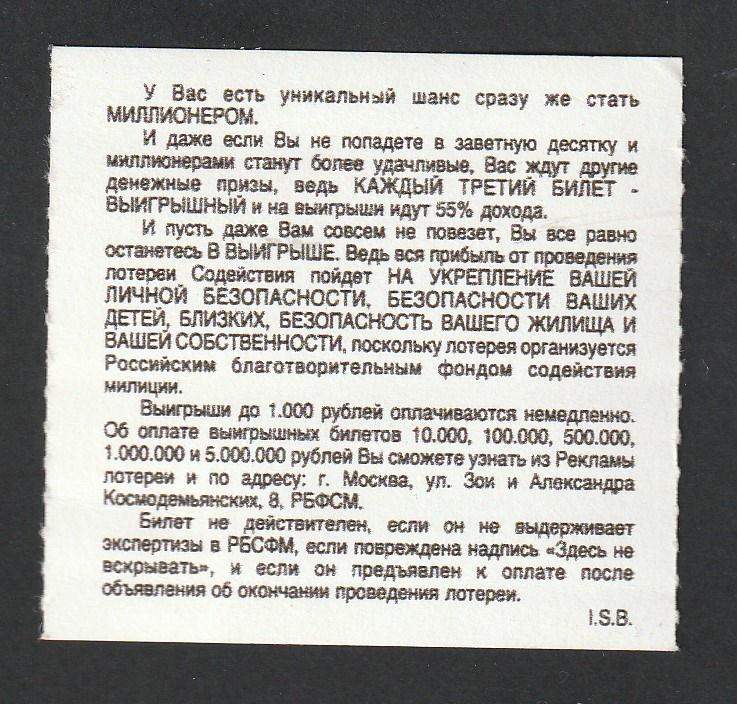 У Вас есть уникальный шанс сразу же стать
МИЛЛИОНЕРОМ.
И даже если Вы не попадете в заветную десятку и
миллионерами станут более удачливые, Вас ждут другие
денежные призы, ведь КАЖДЫЙ ТРЕТИЙ БИЛЕТ -
ВЫИГРЫШНЫЙ и на выигрыши идут 55% дохода.
И пусть даже Вам совсем не повезет, Вы все равно
останетесь В ВЫИГРЫШЕ. Ведь вся прибыль от проведения
лотереи Содействия пойдет НА УКРЕПЛЕНИЕ ВАШЕЙ
ЛИЧНОЙ БЕЗОПАСНОСТИ, БЕЗОПАСНОСТИ ВАШИХ
ДЕТЕЙ, БЛИЗКИХ, БЕЗОПАСНОСТЬ ВАШЕГО ЖИЛИЩА И
ВАШЕЙ СОБСТВЕННОСТИ, поскольку лотерея организуется
Российским благотворительным фондом содействия
милиции.
Выигрыши до 1.000 рублей оплачиваются немедленно.
Об оплате выигрышных билетов 10.000, 100.000, 500.000,
1.000.000 и 5.000.000 рублей Вы сможете узнать из Рекламы
лотереи и по адресу: г. Москва, ул. Зои и Александра
Космодемьянских, 8, РБФСМ.
Билет не действителен, если он не выдерживает
экспертизы в РБСФМ, если повреждена надпись «Здесь не
вскрывать», и если он предъявлен к оплате после
объявления об окончании проведения лотереи.
I.S.B.